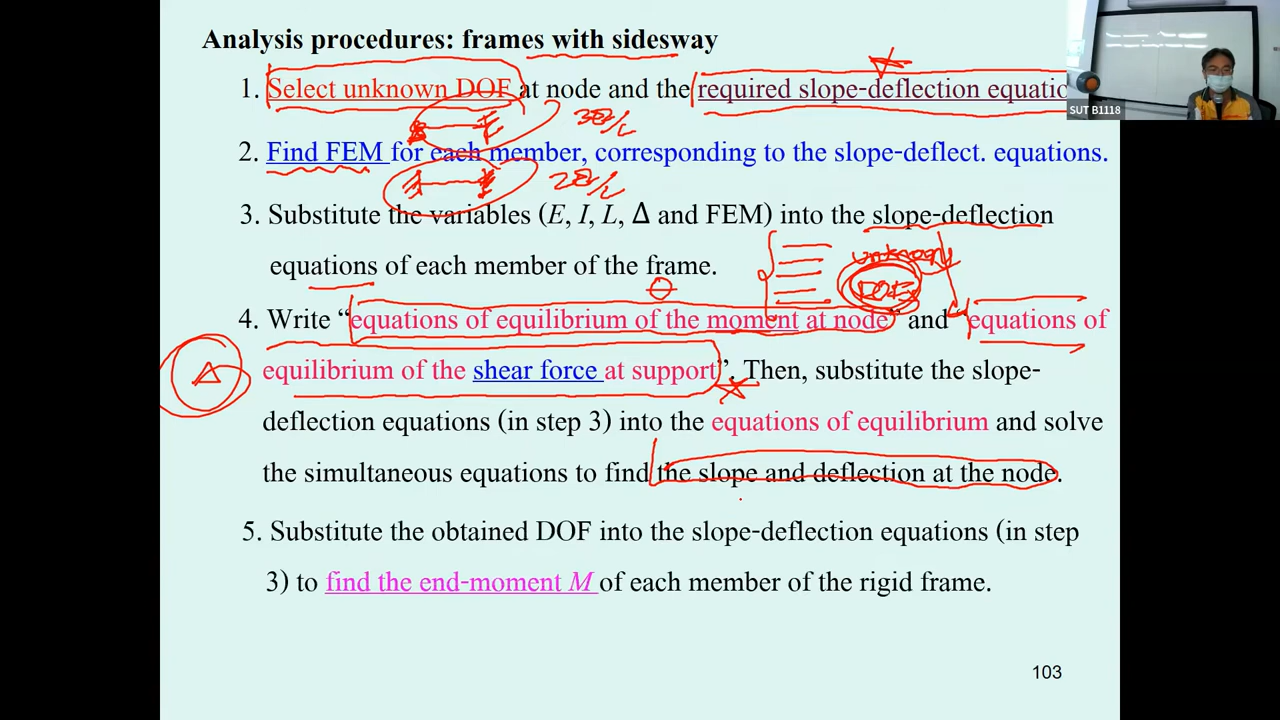 Analysis procedures: frames with sidesway
1. Select unknown DOF at node and the required slope-deflection equatio
SUT B1118
2. Find FEM for each member, corresponding to the slope-deflect. equations.
3. Substitute the variables (E, I, L, Δ and FEM) into the slope-deflection
equations of each member of the frame.
unknown
DOFs
θ
4. Write “equations of equilibrium of the moment at node” and “equations of
Δ
equilibrium of the shear force at support”. Then, substitute the slope-
deflection equations (in step 3) into the equations of equilibrium and solve
the simultaneous equations to find the slope and deflection at the node.
5. Substitute the obtained DOF into the slope-deflection equations (in step
3) to find the end-moment M of each member of the rigid frame.
103